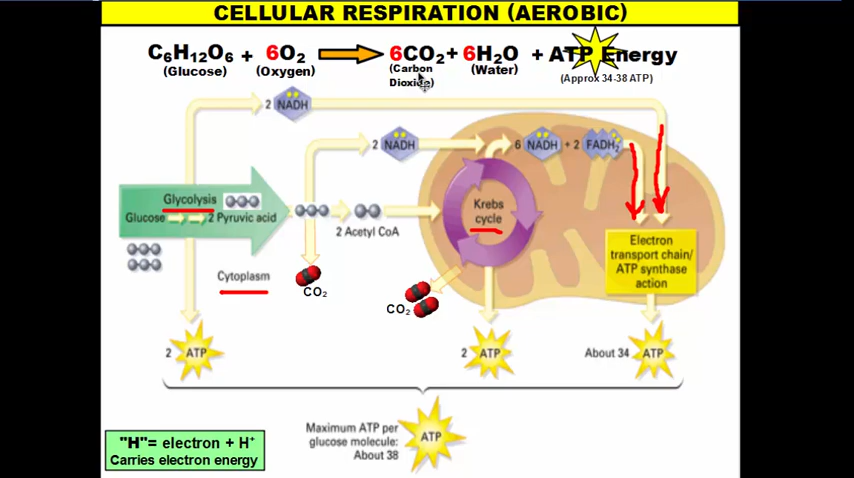 CELLULAR RESPIRATION (AEROBIC)
C₆H₁₂O₆ + 6O₂ 6CO₂ + 6H₂O + ATP Energy
(Glucose) (Oxygen) (Carbon Dioxide) (Water) (Approx 34-38 ATP)
2 NADH
2 NADH
6 NADH + 2 FADH₂
Glycolysis
Glucose 2 Pyruvic acid
2 Acetyl CoA
Krebs
cycle
Electron
transport chain/
ATP synthase
action
Cytoplasm
CO₂
CO₂
2 ATP
2 ATP
About 34 ATP
Maximum ATP per
glucose molecule:
About 38
ATP
"H"= electron + H⁺
Carries electron energy